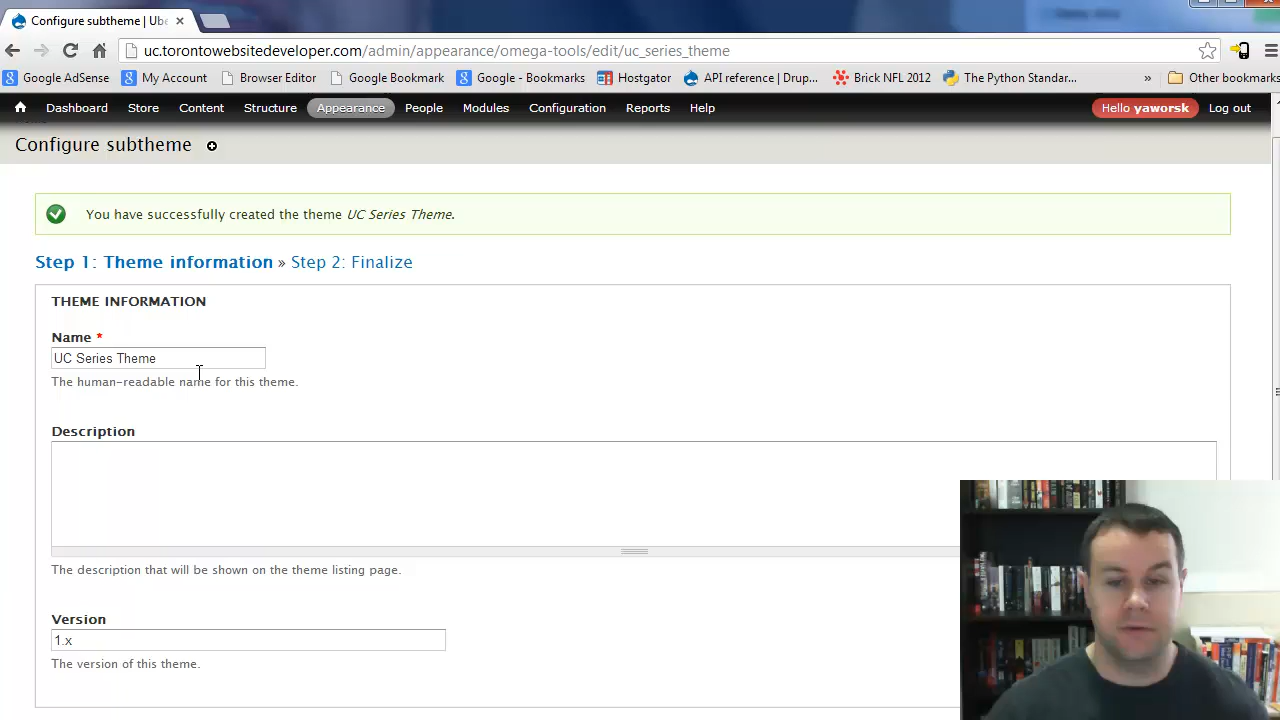 Configure subtheme | Ube
uc.torontowebsitedeveloper.com/admin/appearance/omega-tools/edit/uc_series_theme
Google AdSense My Account Browser Editor Google Bookmark Google - Bookmarks Hostgator API reference | Drup... Brick NFL 2012 The Python Standar... » Other bookmarks
Dashboard Store Content Structure Appearance People Modules Configuration Reports Help Hello yaworsk Log out
Configure subtheme
You have successfully created the theme UC Series Theme.
Step 1: Theme information » Step 2: Finalize
THEME INFORMATION
Name *
UC Series Theme
The human-readable name for this theme.
Description
The description that will be shown on the theme listing page.
Version
1.x
The version of this theme.